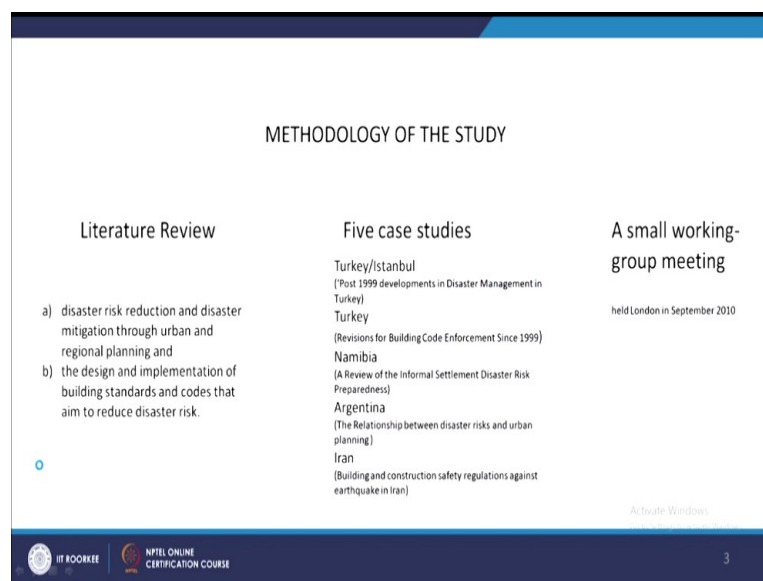 METHODOLOGY OF THE STUDY
Literature Review
a) disaster risk reduction and disaster
mitigation through urban and
regional planning and
b) the design and implementation of
building standards and codes that
aim to reduce disaster risk.
Five case studies
Turkey/Istanbul
('Post 1999 developments in Disaster Management in
Turkey)
Turkey
(Revisions for Building Code Enforcement Since 1999)
Namibia
(A Review of the Informal Settlement Disaster Risk
Preparedness)
Argentina
(The Relationship between disaster risks and urban
planning)
Iran
(Building and construction safety regulations against
earthquake in Iran)
A small working-
group meeting
held London in September 2010
Activate Windows
IIT ROORKEE
NPTEL ONLINE
CERTIFICATION COURSE
3